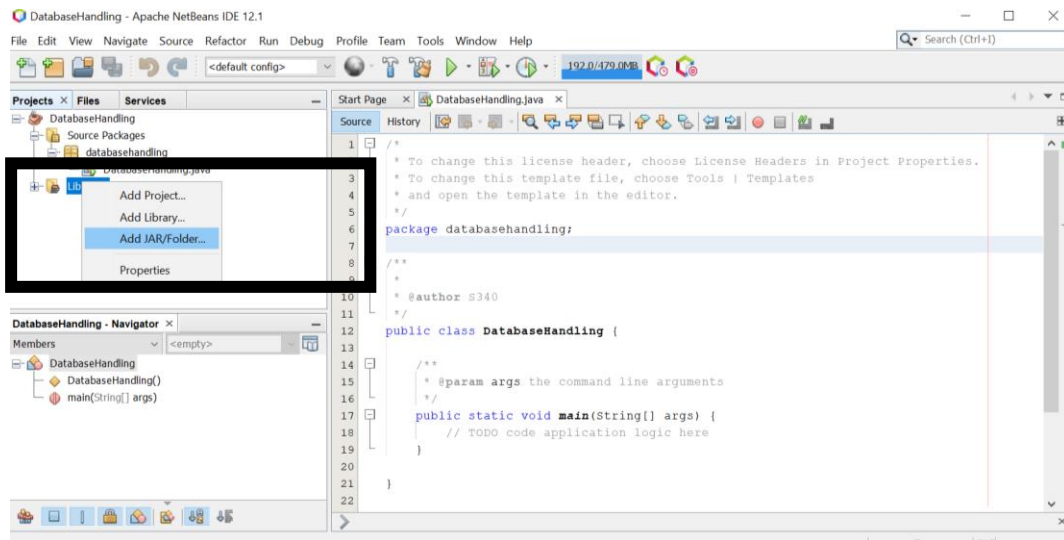 DatabaseHandling - Apache NetBeans IDE 12.1
File Edit View Navigate Source Refactor Run Debug Profile Team Tools Window Help
Search (Ctrl+I)
<default config>
192.0/479.0MB
Projects Files Services
DatabaseHandling
Source Packages
databasehandling
DatabaseHandling.java
Lib
Add Project...
Add Library...
Add JAR/Folder...
Properties
DatabaseHandling - Navigator
Members <empty>
DatabaseHandling
DatabaseHandling()
main(String[] args)
Start Page DatabaseHandling.java
Source History
1 /*
* To change this license header, choose License Headers in Project Properties.
3 * To change this template file, choose Tools | Templates
4 * and open the template in the editor.
5 */
6 package databasehandling;
7
8 /**
9 *
10 * @author S340
11 */
12 public class DatabaseHandling {
13
14 /**
15 * @param args the command line arguments
16 */
17 public static void main(String[] args) {
18 // TODO code application logic here
19 }
20
21 }
22